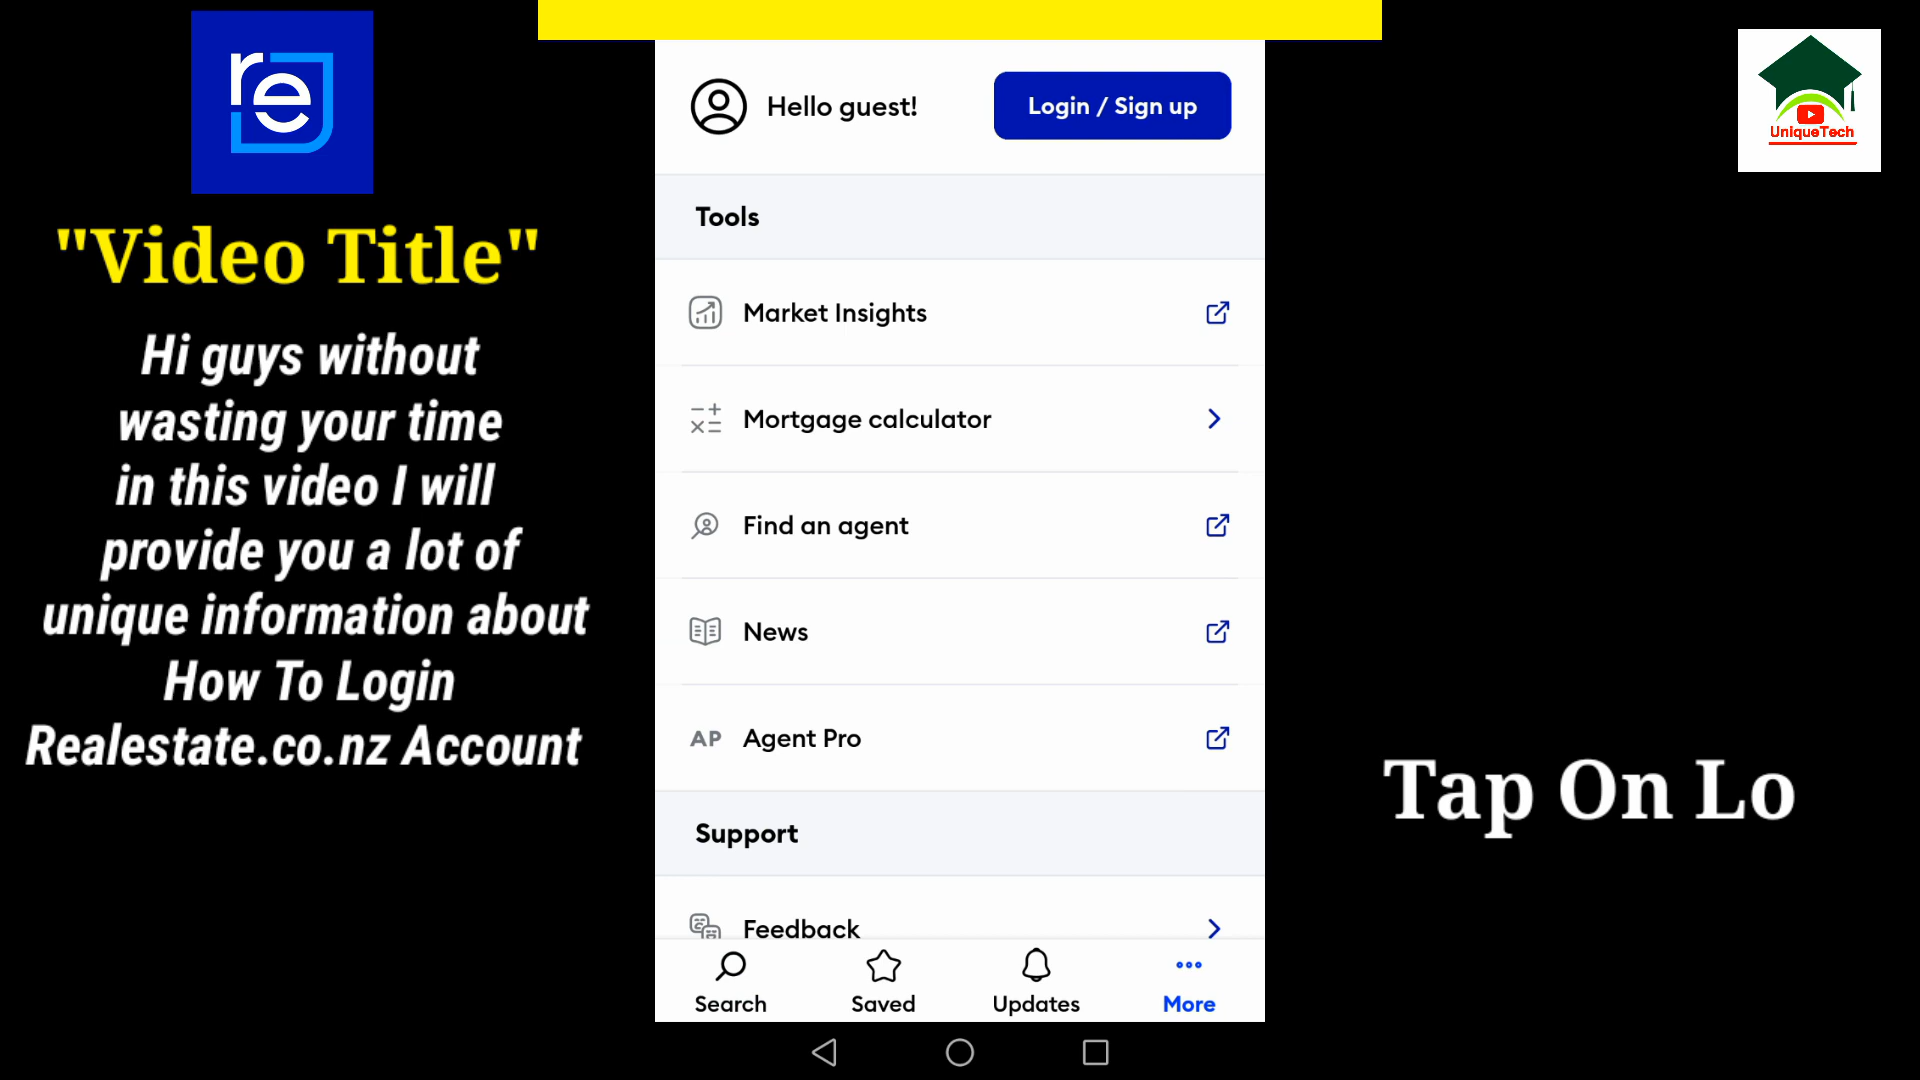 re
"Video Title"
Hi guys without
wasting your time
in this video I will
provide you a lot of
unique information about
How To Login
Realestate.co.nz Account
Hello guest!
Login / Sign up
Tools
Market Insights
Mortgage calculator
Find an agent
News
AP Agent Pro
Support
Feedback
Search
Saved
Updates
More
UniqueTech
Tap On Lo